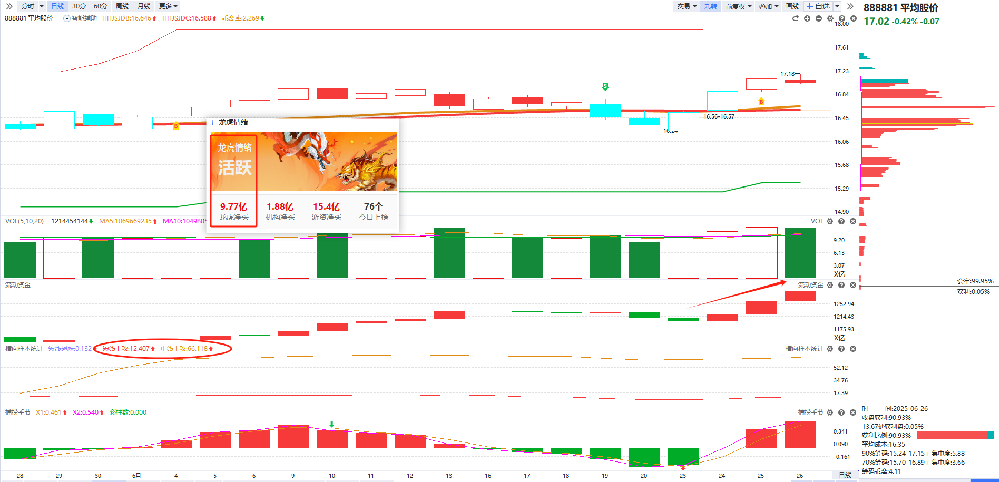 分时 日线 30分 60分 周线 月线 更多 交易 九转 前复权 叠加 画线 自选
888881 平均股价 智能辅助 HHJSJDB:16.646 HHJSJDC:16.588 乖离率:2.269
18.00
17.61
17.23
16.84
16.45
16.06
15.68
15.29
14.90
17.18
S
B
B
16.56-16.57
16.24
龙虎情绪
龙虎情绪
活跃
9.77亿 1.88亿 15.4亿 76个
龙虎净买 机构净买 游资净买 今日上榜
VOL(5,10,20) 1214454144 MA5:1069669235 MA10:1049805 VOL
9.20
6.13
3.07
X亿
流动资金 流动资金
1252.94
1214.43
1175.93
X亿
横向样本统计 短线超跌:0.132 短线上攻:12.407 中线上攻:66.118 横向样本统计
52.12
34.76
17.39
捕捞季节 X1:0.461 X2:0.540 彩柱数:0.000 捕捞季节
0.341
0.090
-0.161
28 29 30 6月 4 5 6 9 10 11 12 13 16 17 18 19 20 23 24 25 26 日线
888881 平均股价
17.02 -0.42% -0.07
套牢:99.95%
获利:0.05%
时 间:2025-06-26
收盘获利:90.93%
13.67处获利盘:0.05%
获利比例:90.93%
平均成本:16.35
90%筹码:15.24-17.15+ 集中度:5.88
70%筹码:15.70-16.89+ 集中度:3.66
筹码乖离:4.11